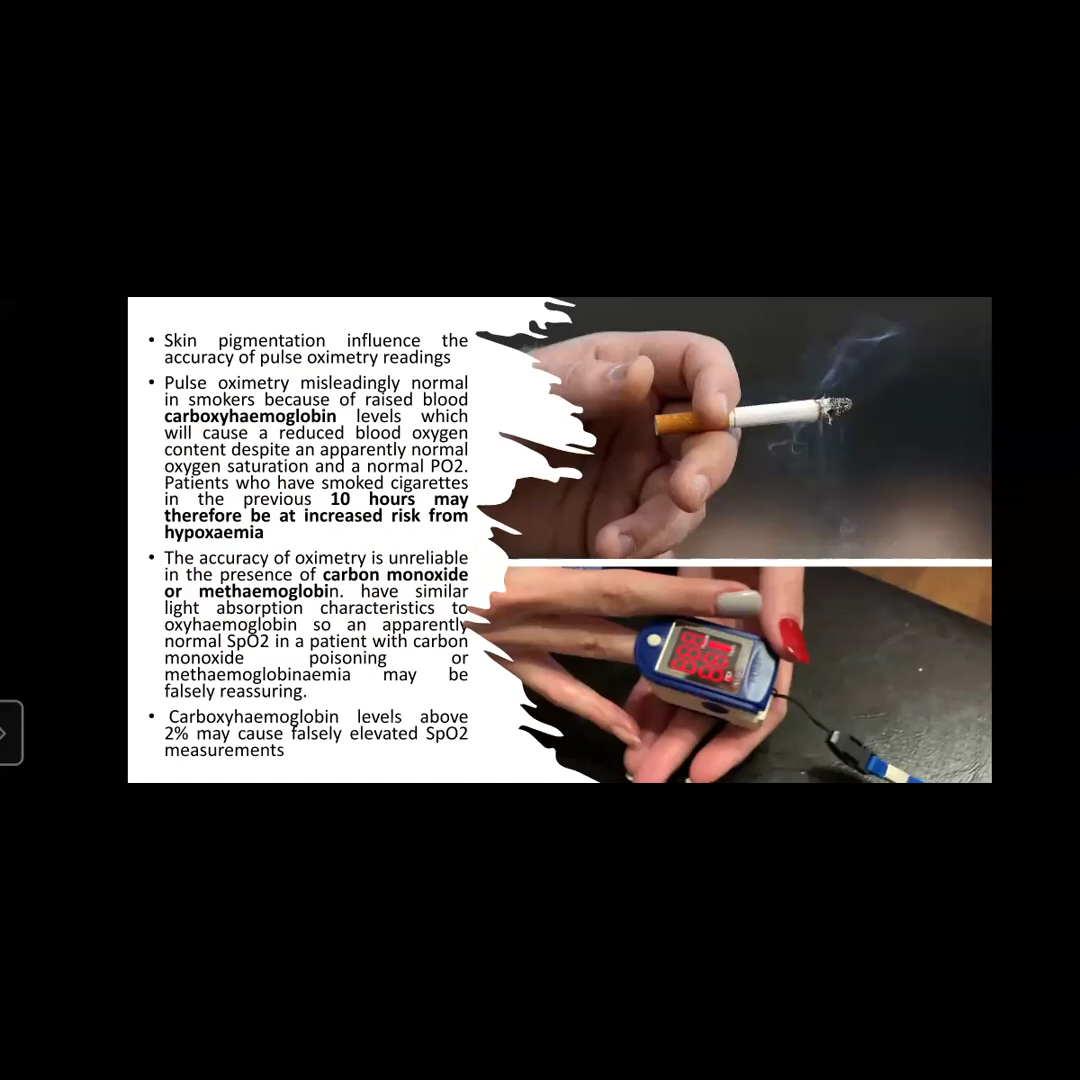 • Skin pigmentation influence the
accuracy of pulse oximetry readings
• Pulse oximetry misleadingly normal
in smokers because of raised blood
carboxyhaemoglobin levels which
will cause a reduced blood oxygen
content despite an apparently normal
oxygen saturation and a normal PO2.
Patients who have smoked cigarettes
in the previous 10 hours may
therefore be at increased risk from
hypoxaemia
• The accuracy of oximetry is unreliable
in the presence of carbon monoxide
or methaemoglobin. have similar
light absorption characteristics to
oxyhaemoglobin so an apparently
normal SpO2 in a patient with carbon
monoxide poisoning or
methaemoglobinaemia may be
falsely reassuring.
• Carboxyhaemoglobin levels above
2% may cause falsely elevated SpO2
measurements